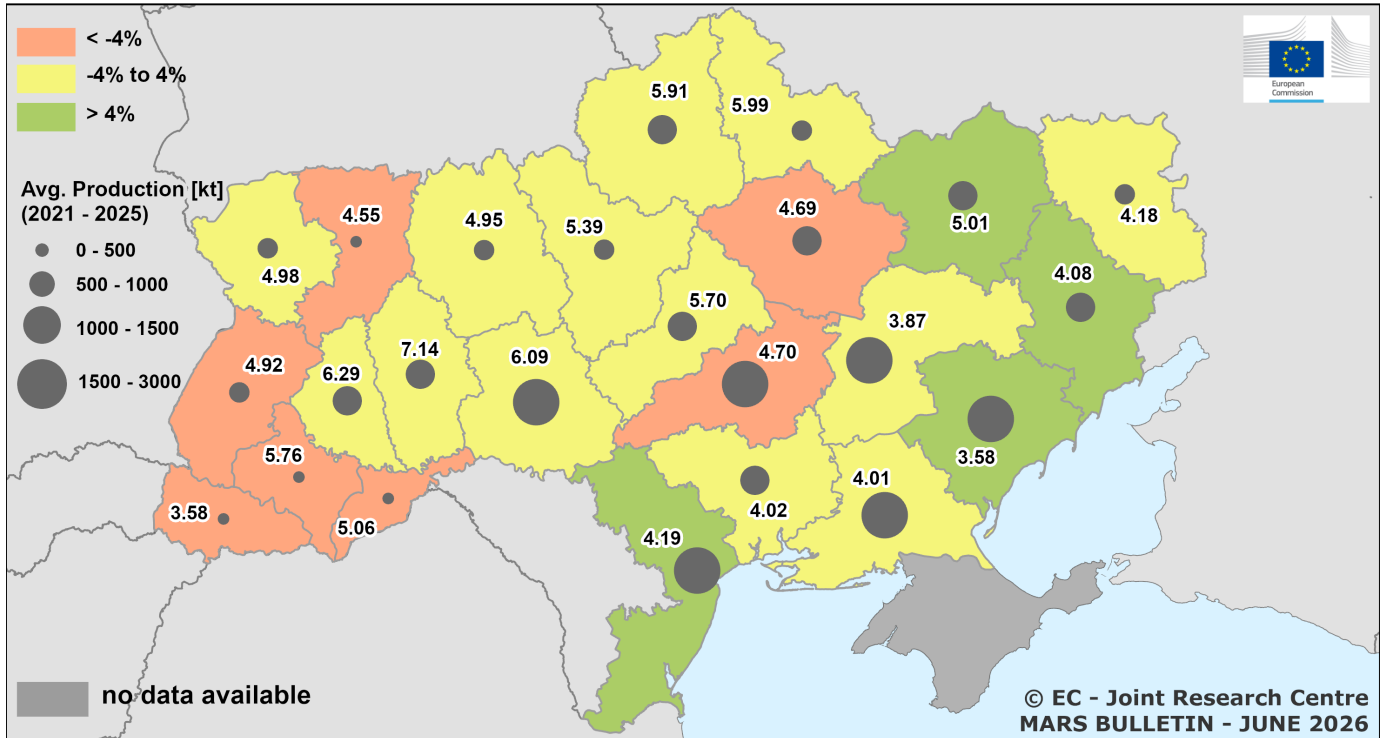 < -4%
-4% to 4%
> 4%
European
Commission
Avg. Production [kt]
(2021 - 2025)
0 - 500
500 - 1000
1000 - 1500
1500 - 3000
5.91
5.99
4.55
4.95
5.39
4.69
5.01
4.18
4.98
4.08
5.70
3.87
4.92
6.29
7.14
6.09
4.70
5.76
3.58
3.58
5.06
4.19
4.02
4.01
no data available
© EC - Joint Research Centre
MARS BULLETIN - JUNE 2026